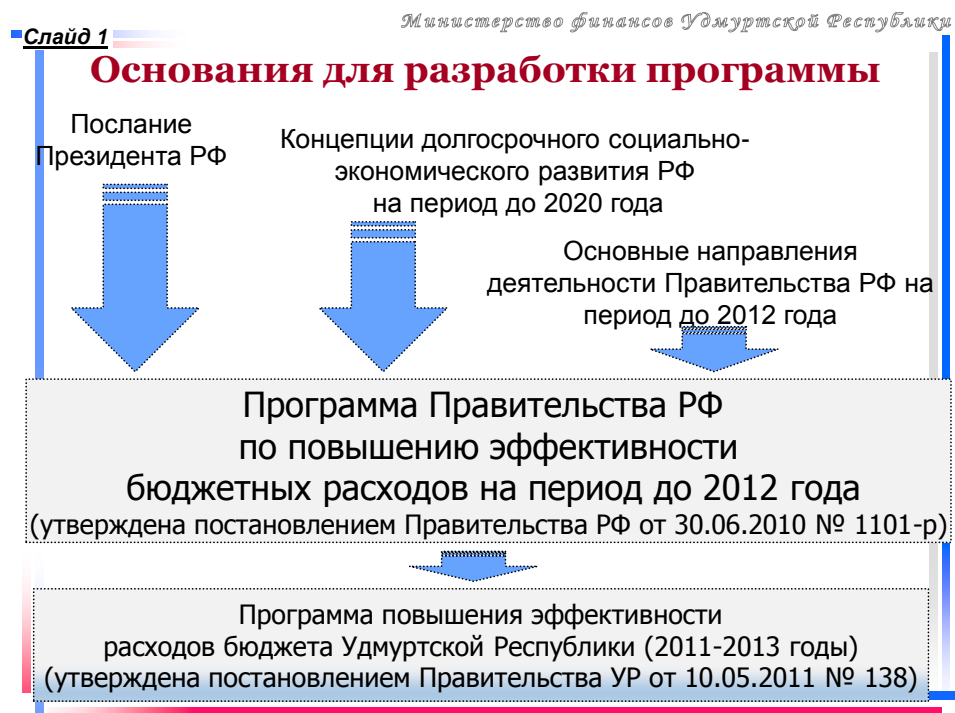 Министерство финансов Удмуртской Республики
Слайд 1
Основания для разработки программы
Послание
Президента РФ
Концепции долгосрочного социально-
экономического развития РФ
на период до 2020 года
Основные направления
деятельности Правительства РФ на
период до 2012 года
Программа Правительства РФ
по повышению эффективности
бюджетных расходов на период до 2012 года
(утверждена постановлением Правительства РФ от 30.06.2010 № 1101-р)
Программа повышения эффективности
расходов бюджета Удмуртской Республики (2011-2013 годы)
(утверждена постановлением Правительства УР от 10.05.2011 № 138)